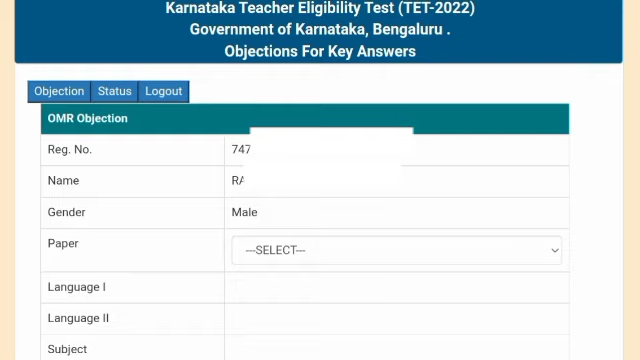 Karnataka Teacher Eligibility Test (TET-2022)
Government of Karnataka, Bengaluru .
Objections For Key Answers
Objection Status Logout
OMR Objection
Reg. No. 747
Name
Gender Male
Paper ---SELECT---
Language I
Language II
Subject